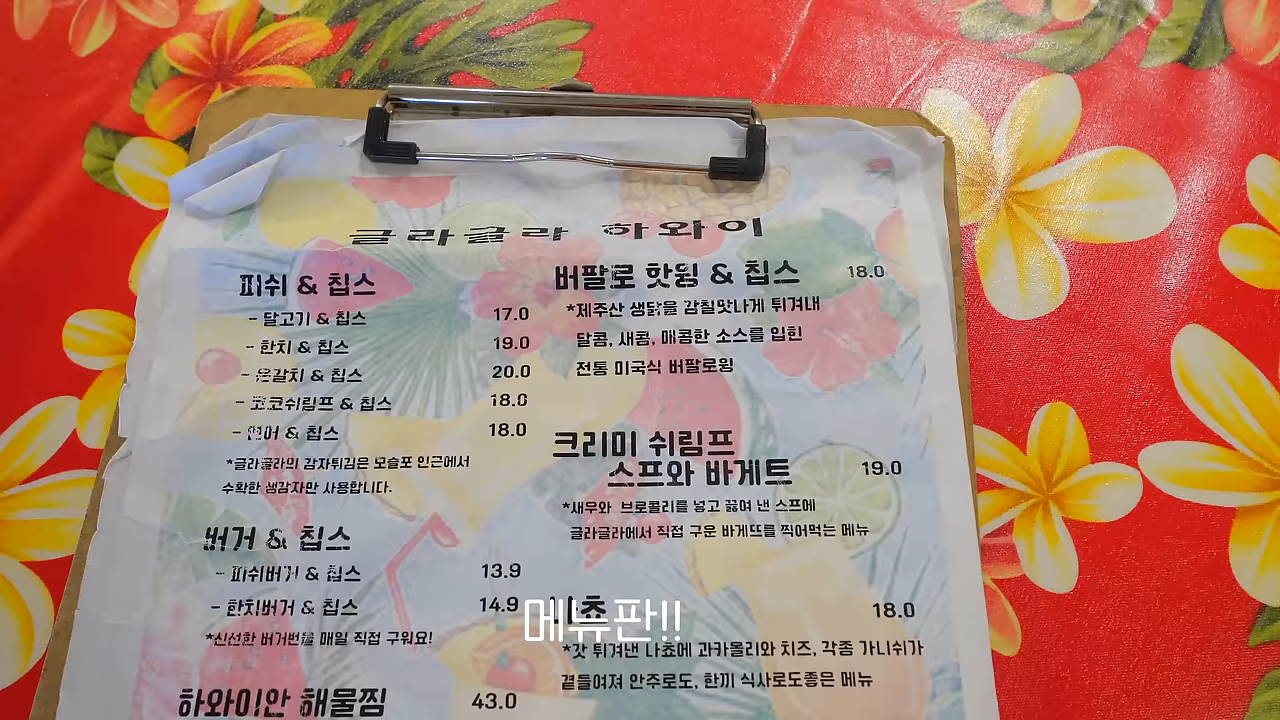 글라글라 하와이
피쉬 & 칩스
- 달고기 & 칩스 17.0
- 한치 & 칩스 19.0
- 은갈치 & 칩스 20.0
- 코코쉬림프 & 칩스 18.0
- & 칩스 18.0
*글라글라의 감자튀김은 모슬포 인근에서
수확한 생감자만 사용합니다.
버거 & 칩스
- 피쉬버거 & 칩스 13.9
- 한치버거 & 칩스 14.9
*신선한 버거번을 매일 직접 구워요!
하와이안 해물찜 43.0
버팔로 핫윙 & 칩스 18.0
*제주산 생닭을 감칠맛나게 튀겨내
달콤, 새콤, 매콤한 소스를 입힌
전통 미국식 버팔로윙
크리미 쉬림프
스프와 바게트 19.0
*새우와 브로콜리를 넣고 끓여 낸 스프에
글라글라에서 직접 구운 바게뜨를 찍어먹는 메뉴
나쵸 18.0
*갓 튀겨낸 나쵸에 과카몰리와 치즈, 각종 가니쉬가
곁들여져 안주로도, 한끼 식사로도좋은 메뉴
메뉴판!!